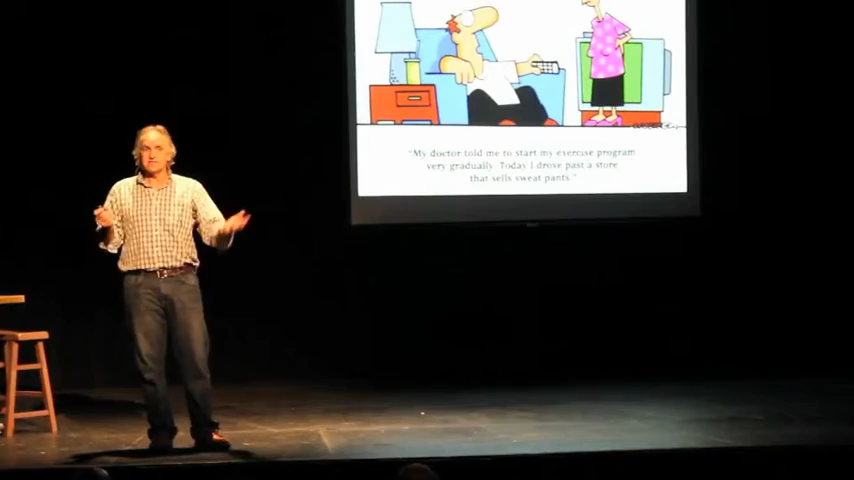 "My doctor told me to start my exercise program
very gradually. Today I drove past a store
that sells sweat pants."